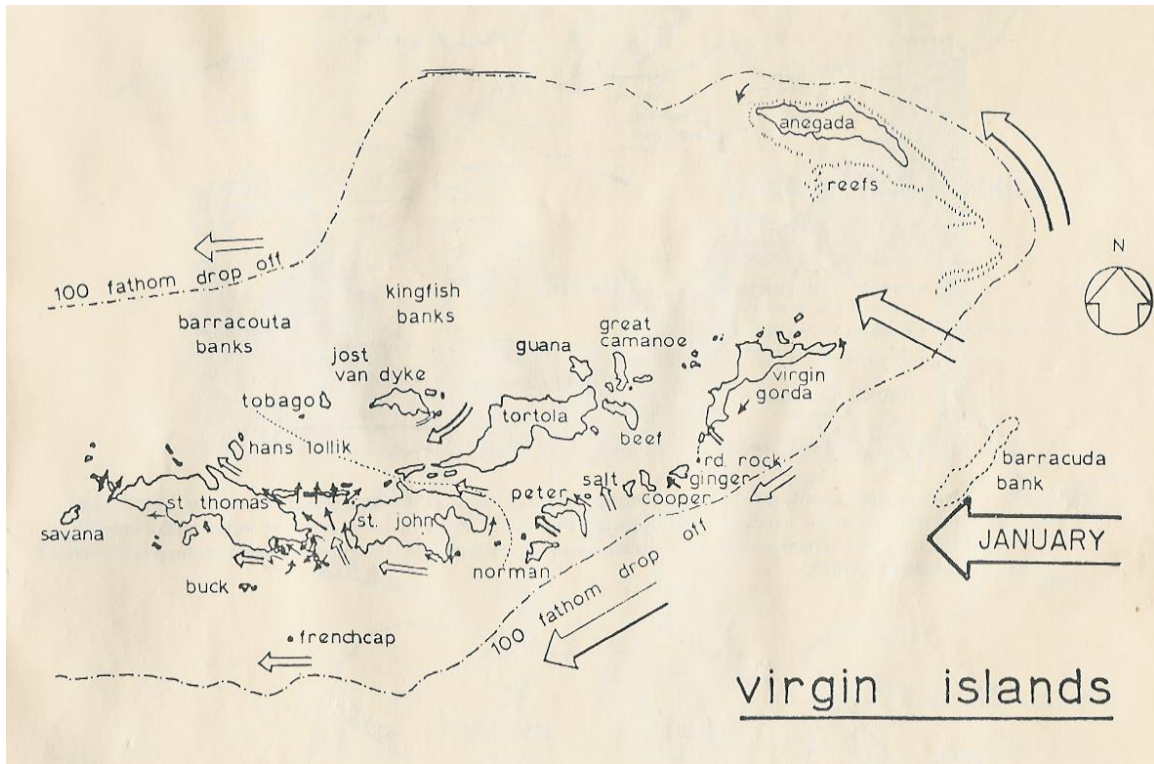 anegada
reefs
N
100 fathom drop off
barracouta
banks
kingfish
banks
jost
van dyke
guana
great
camanoe
virgin
gorda
tobago
tortola
beef
hans lollik
rd. rock
ginger
barracuda
bank
salt
cooper
peter
st thomas
st. john
savana
JANUARY
norman
buck
100 fathom drop off
frenchcap
virgin islands